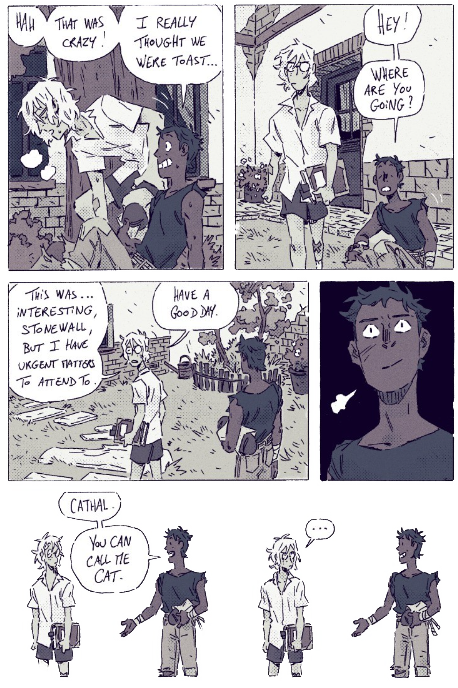 HAH
THAT WAS
CRAZY!
I REALLY
THOUGHT WE
WERE TOAST...
HEY!
WHERE
ARE YOU
GOING?
THIS WAS...
INTERESTING,
STONEWALL,
BUT I HAVE
URGENT MATTERS
TO ATTEND TO.
HAVE A
GOOD DAY.
CATHAL.
YOU CAN
CALL ME
CAT.
...